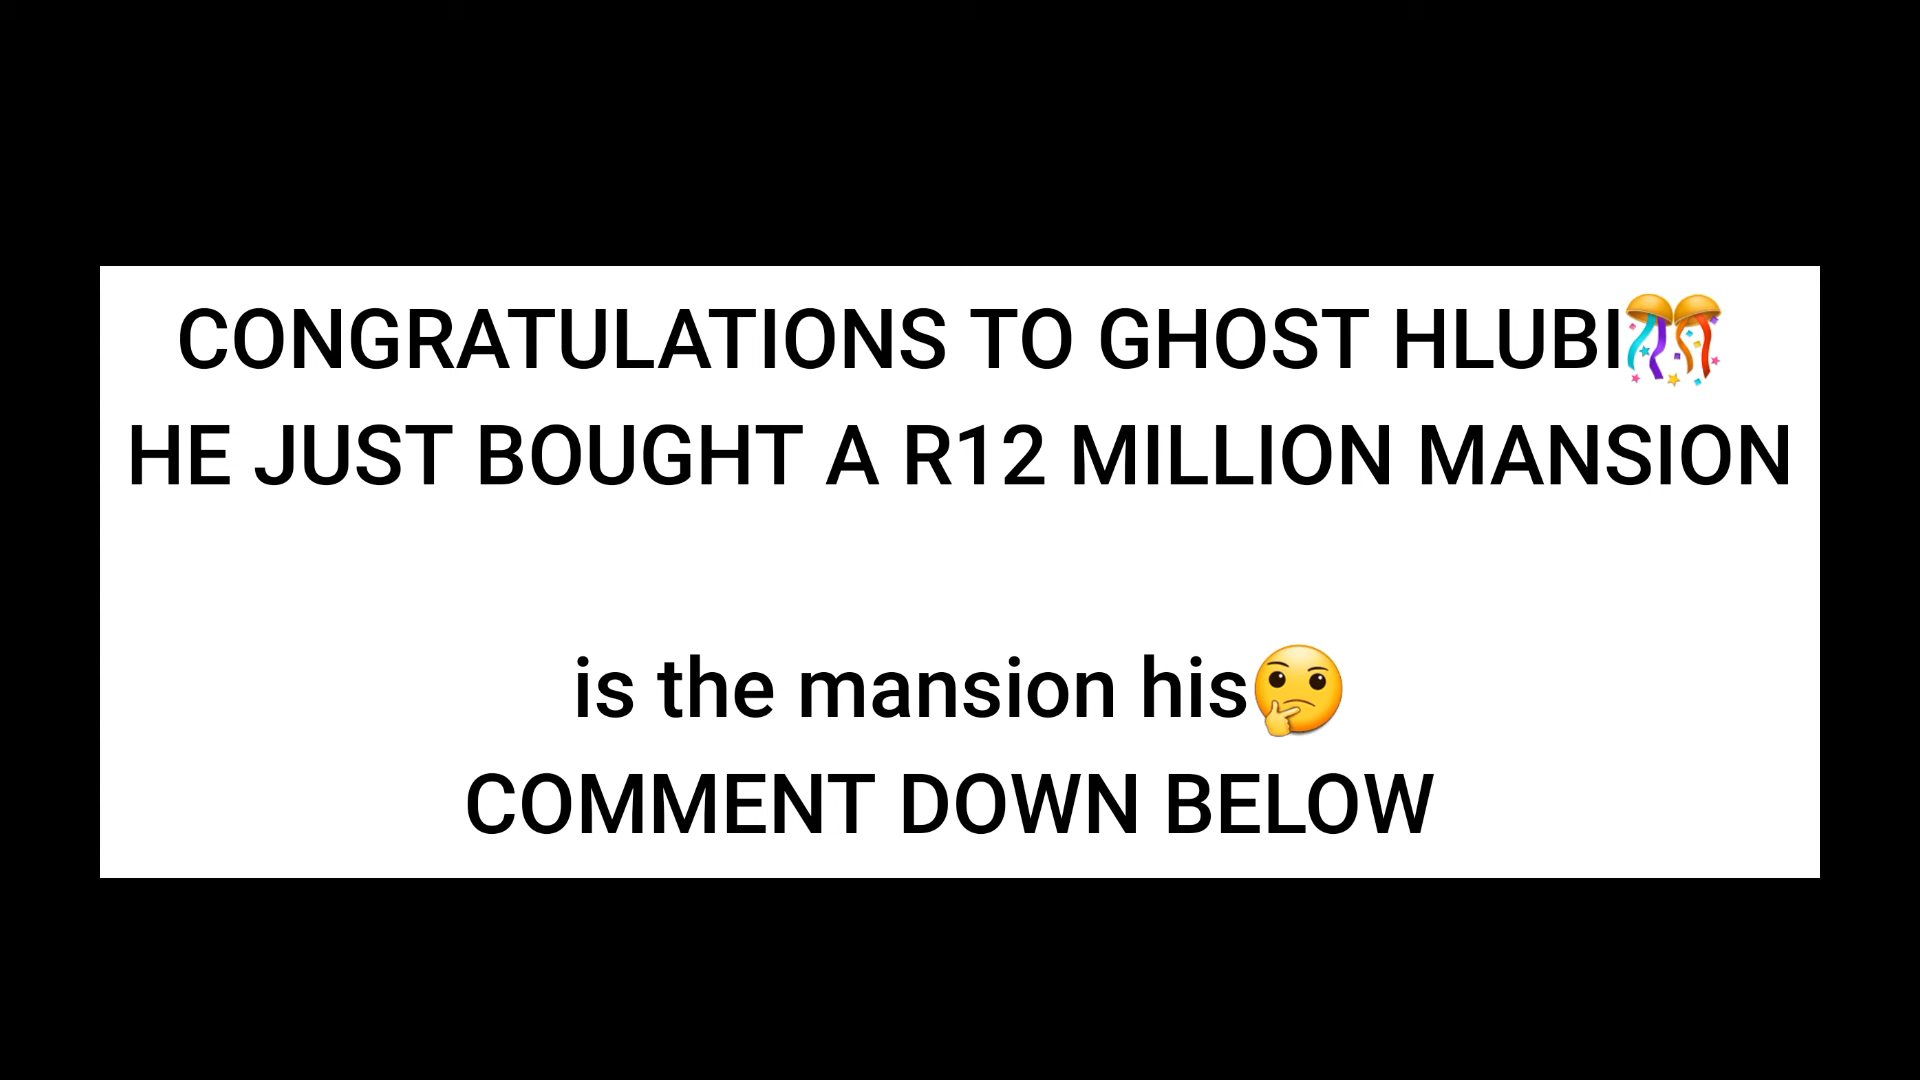 CONGRATULATIONS TO GHOST HLUBI🎊
HE JUST BOUGHT A R12 MILLION MANSION
is the mansion his🤔
COMMENT DOWN BELOW